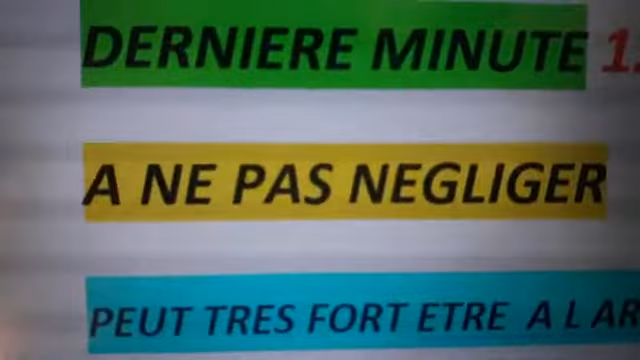 DERNIERE MINUTE
A NE PAS NEGLIGER
PEUT TRES FORT ETRE A L